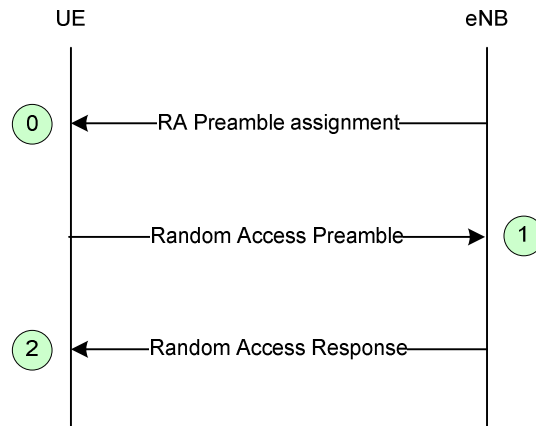 UE eNB
0 RA Preamble assignment
Random Access Preamble 1
2 Random Access Response